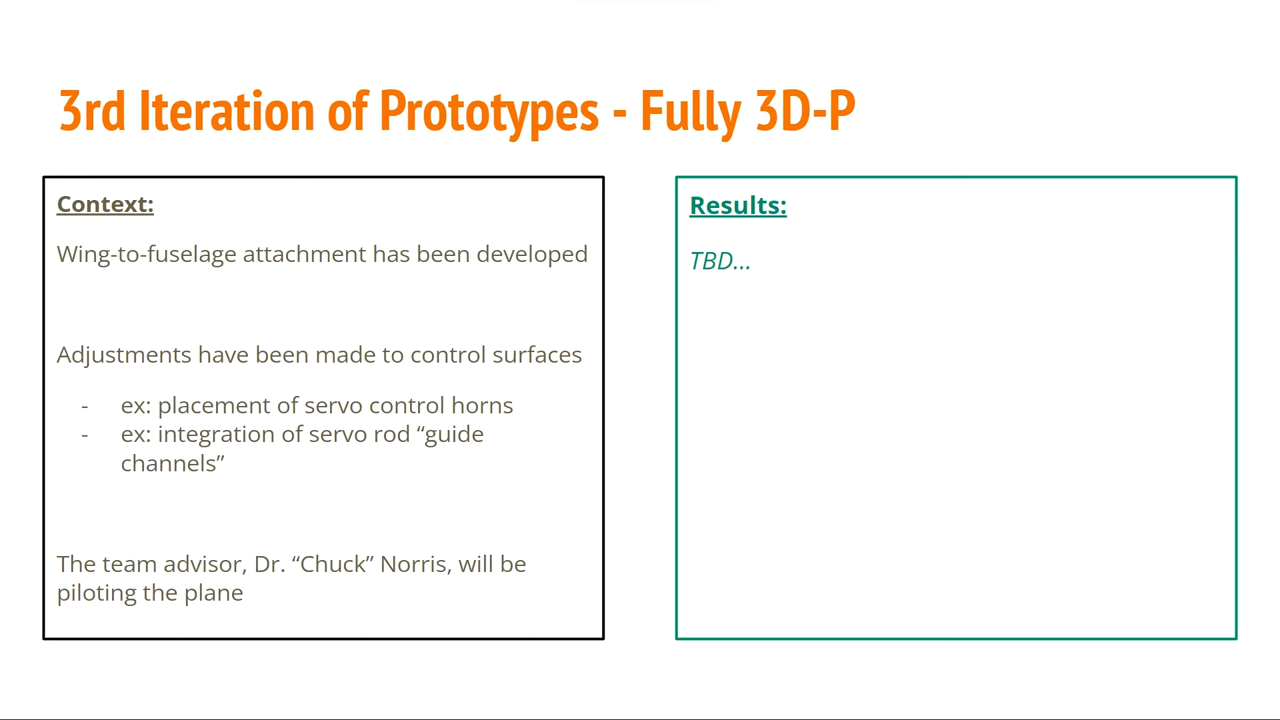 3rd Iteration of Prototypes - Fully 3D-P
Context:
Wing-to-fuselage attachment has been developed
Adjustments have been made to control surfaces
- ex: placement of servo control horns
- ex: integration of servo rod “guide
channels”
The team advisor, Dr. “Chuck” Norris, will be
piloting the plane
Results:
TBD...